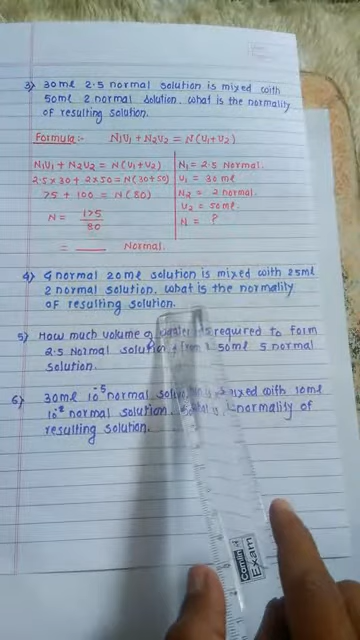 3) 30ml 2.5 normal solution is mixed with
50ml 2 normal solution. what is the normality
of resulting solution.
Formula:- N1V1 + N2V2 = N(V1+V2)
N1V1 + N2V2 = N(V1+V2)
2.5×30 + 2×50 = N(30+50)
75 + 100 = N(80)
N = 175
80
= ___ Normal.
N1 = 2.5 Normal.
V1 = 30ml
N2 = 2 normal.
V2 = 50ml.
N = ?
4) 4 normal 20ml solution is mixed with 25ml
2 normal solution. what is the normality
of resulting solution.
5) How much volume of is required to form
2.5 Normal solution from 50ml 5 normal
solution.
6) 30ml 10⁻⁵ normal mixed with 10ml
10⁻² normal solution. normality of
resulting solution.
Camlin
Exam